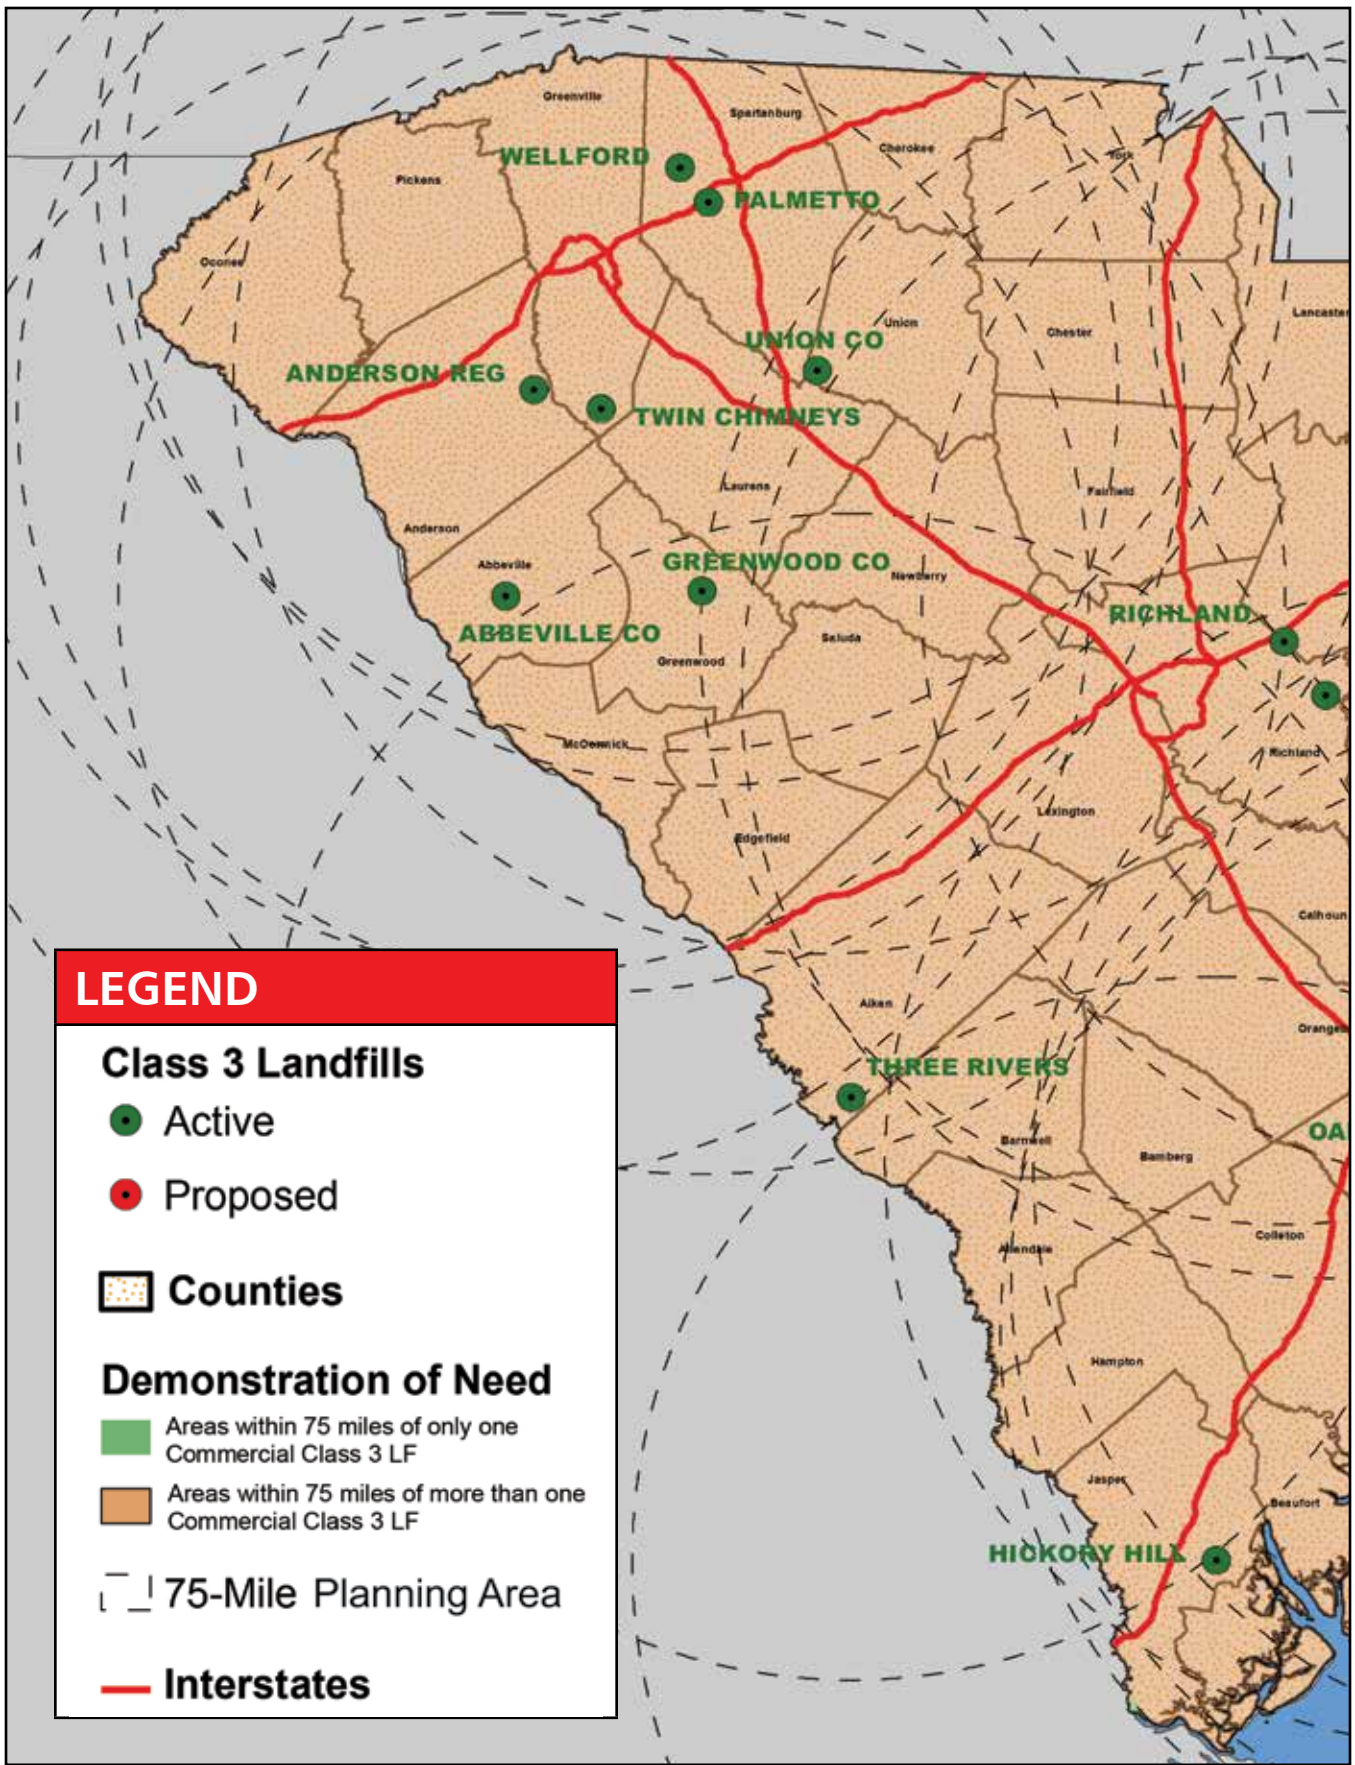 Greenville
Spartanburg
Cherokee
York
WELLFORD
Pickens
PALMETTO
Oconee
Lancaster
Union
Chester
UNION CO
ANDERSON REG
TWIN CHIMNEYS
Laurens
Fairfield
Anderson
Abbeville
GREENWOOD CO
Newberry
RICHLAND
ABBEVILLE CO
Saluda
Greenwood
McCormick
Richland
Lexington
Edgefield
Calhoun
Aiken
Orange
THREE RIVERS
OA
Barnwell
Bamberg
Colleton
Allendale
Hampton
Jasper
Beaufort
HICKORY HILL
LEGEND
Class 3 Landfills
Active
Proposed
Counties
Demonstration of Need
Areas within 75 miles of only one
Commercial Class 3 LF
Areas within 75 miles of more than one
Commercial Class 3 LF
75-Mile Planning Area
Interstates